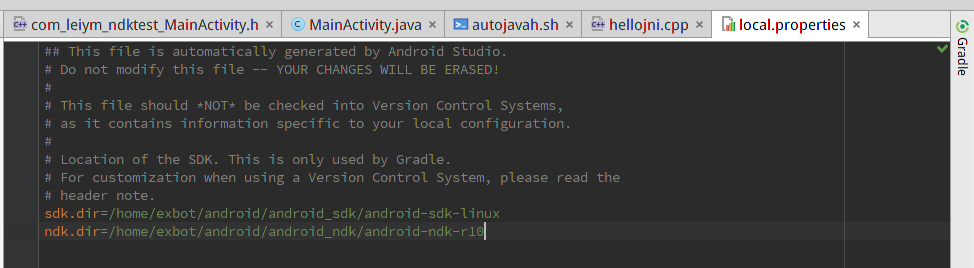 com_leiym_ndktest_MainActivity.h × MainActivity.java × autojavah.sh × hellojni.cpp × local.properties ×
## This file is automatically generated by Android Studio.
# Do not modify this file -- YOUR CHANGES WILL BE ERASED!
#
# This file should *NOT* be checked into Version Control Systems,
# as it contains information specific to your local configuration.
#
# Location of the SDK. This is only used by Gradle.
# For customization when using a Version Control System, please read the
# header note.
sdk.dir=/home/exbot/android/android_sdk/android-sdk-linux
ndk.dir=/home/exbot/android/android_ndk/android-ndk-r10
Gradle